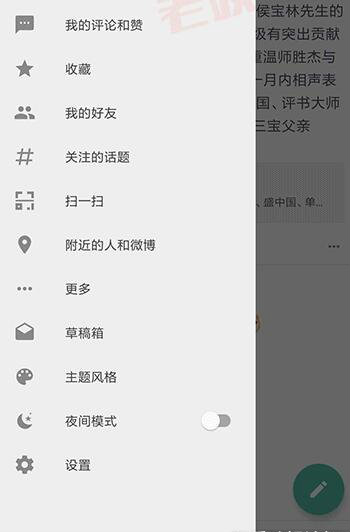 我的评论和赞
收藏
我的好友
关注的话题
扫一扫
附近的人和微博
更多
草稿箱
主题风格
夜间模式
设置
侯宝林先生的
级有突出贡献
重温师胜杰与
一月内相声表
国、评书大师
三宝父亲
、盛中国、单...